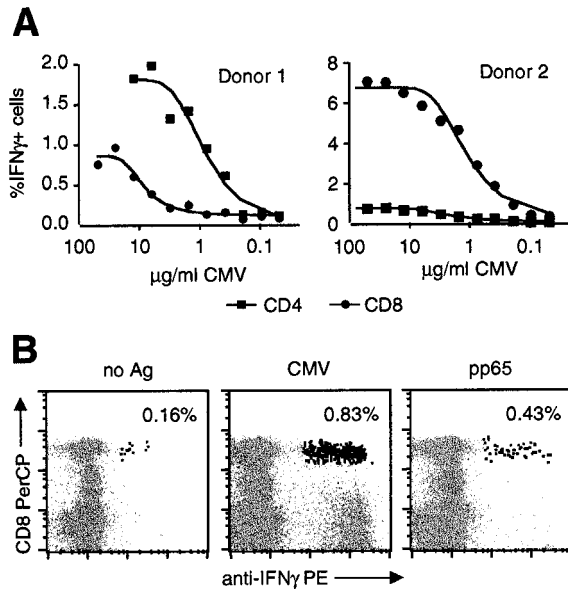 A
%IFNγ+ cells
2.0
1.5
1.0
0.5
0.0
Donor 1
100 10 1 0.1
μg/ml CMV
8
6
4
2
0
Donor 2
100 10 1 0.1
μg/ml CMV
CD4 CD8
B
no Ag CMV pp65
CD8 PerCP
0.16% 0.83% 0.43%
anti-IFNγ PE